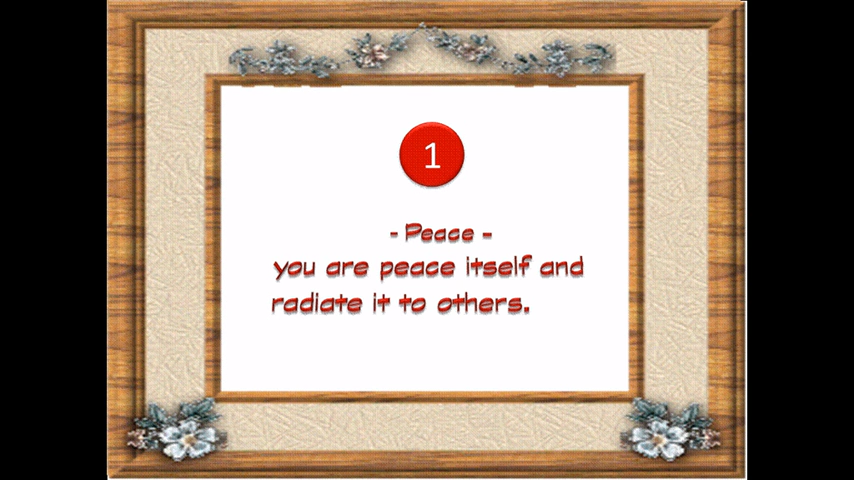 1
- Peace -
you are peace itself and
radiate it to others.